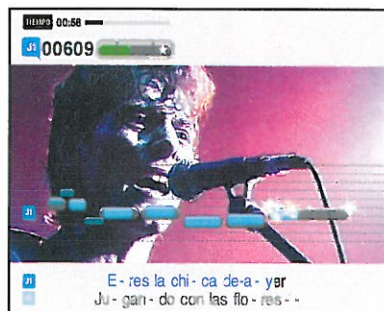 TIEMPO 00:58
J1 00609
J1
J1 E - res la chi - ca de-a - yer
Ju - gan - do con las flo - res - -